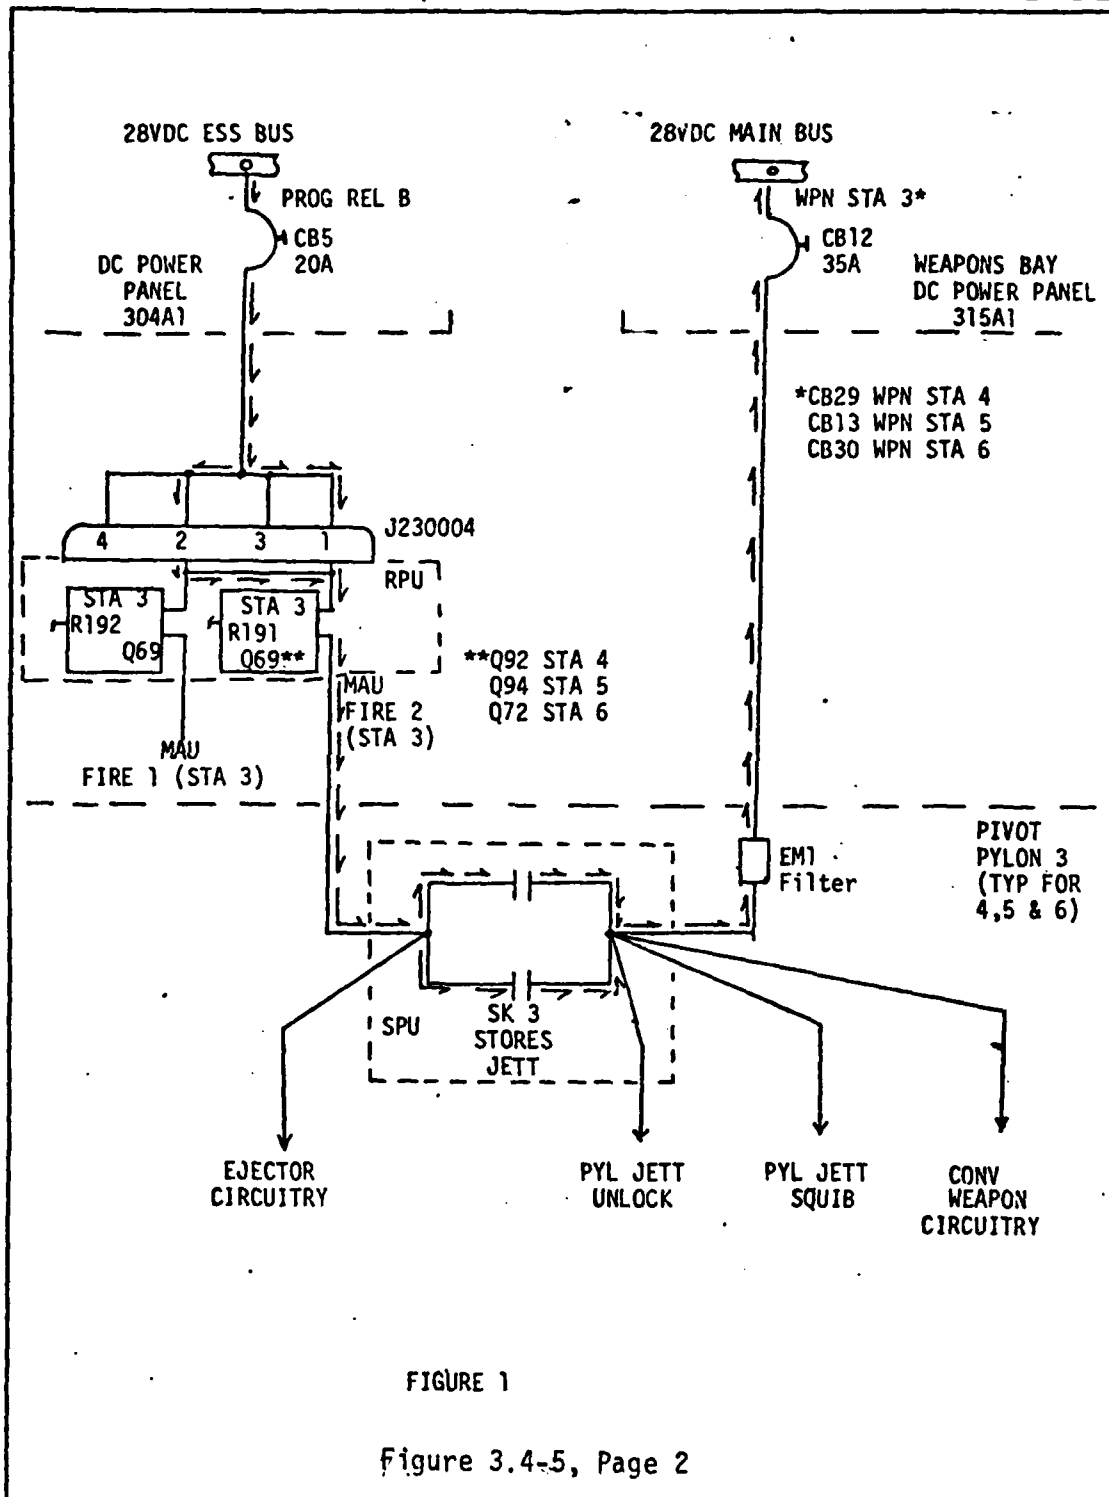 28VDC ESS BUS
28VDC MAIN BUS
PROG REL B
WPN STA 3*
CB5
20A
CB12
35A
DC POWER
PANEL
304A1
WEAPONS BAY
DC POWER PANEL
315A1
*CB29 WPN STA 4
CB13 WPN STA 5
CB30 WPN STA 6
J230004
4 2 3 1
RPU
STA 3
R192
Q69
STA 3
R191
Q69**
**Q92 STA 4
Q94 STA 5
Q72 STA 6
MAU
FIRE 2
(STA 3)
MAU
FIRE 1 (STA 3)
PIVOT
PYLON 3
(TYP FOR
4,5 & 6)
EM1
Filter
SPU
SK 3
STORES
JETT
EJECTOR
CIRCUITRY
PYL JETT
UNLOCK
PYL JETT
SQUIB
CONV
WEAPON
CIRCUITRY
FIGURE 1
Figure 3.4-5, Page 2